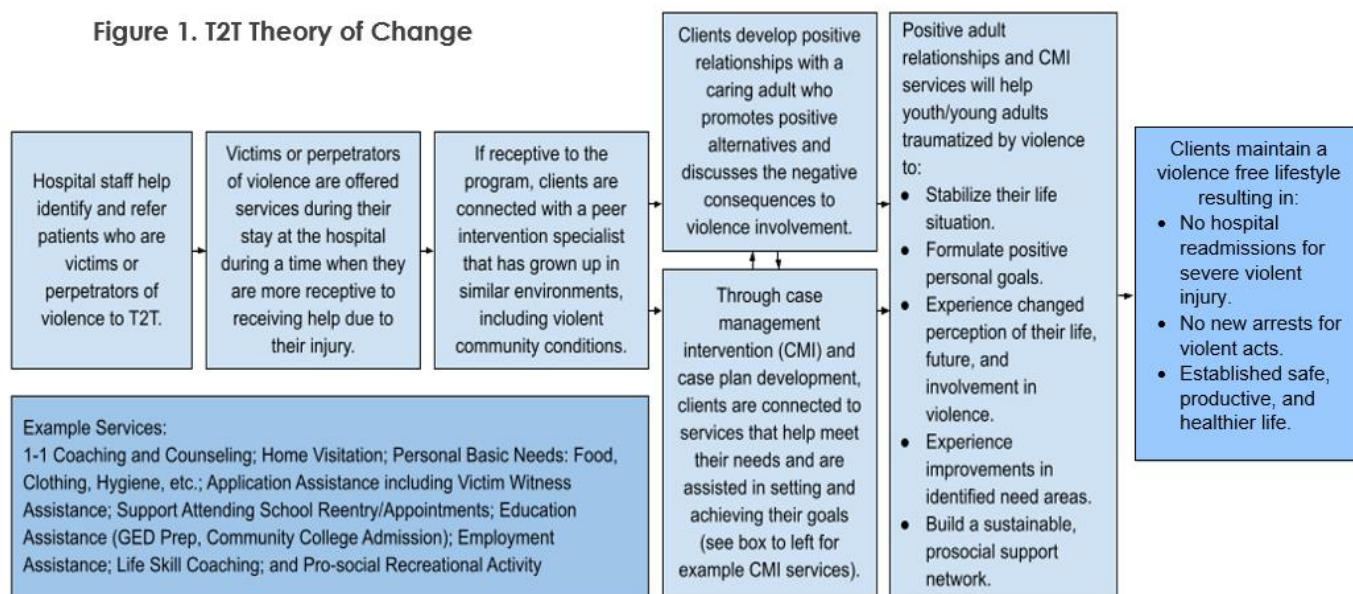 Figure 1. T2T Theory of Change
Hospital staff help
identify and refer
patients who are
victims or
perpetrators of
violence to T2T.
Victims or perpetrators
of violence are offered
services during their
stay at the hospital
during a time when they
are more receptive to
receiving help due to
their injury.
If receptive to the
program, clients are
connected with a peer
intervention specialist
that has grown up in
similar environments,
including violent
community conditions.
Clients develop positive
relationships with a
caring adult who
promotes positive
alternatives and
discusses the negative
consequences to
violence involvement.
Through case
management
intervention (CMI) and
case plan development,
clients are connected to
services that help meet
their needs and are
assisted in setting and
achieving their goals
(see box to left for
example CMI services).
Example Services:
1-1 Coaching and Counseling; Home Visitation; Personal Basic Needs: Food,
Clothing, Hygiene, etc.; Application Assistance including Victim Witness
Assistance; Support Attending School Reentry/Appointments; Education
Assistance (GED Prep, Community College Admission); Employment
Assistance; Life Skill Coaching; and Pro-social Recreational Activity
Positive adult
relationships and CMI
services will help
youth/young adults
traumatized by violence
to:
● Stabilize their life
situation.
● Formulate positive
personal goals.
● Experience changed
perception of their life,
future, and
involvement in
violence.
● Experience
improvements in
identified need areas.
● Build a sustainable,
prosocial support
network.
Clients maintain a
violence free lifestyle
resulting in:
• No hospital
readmissions for
severe violent
injury.
• No new arrests for
violent acts.
• Established safe,
productive, and
healthier life.